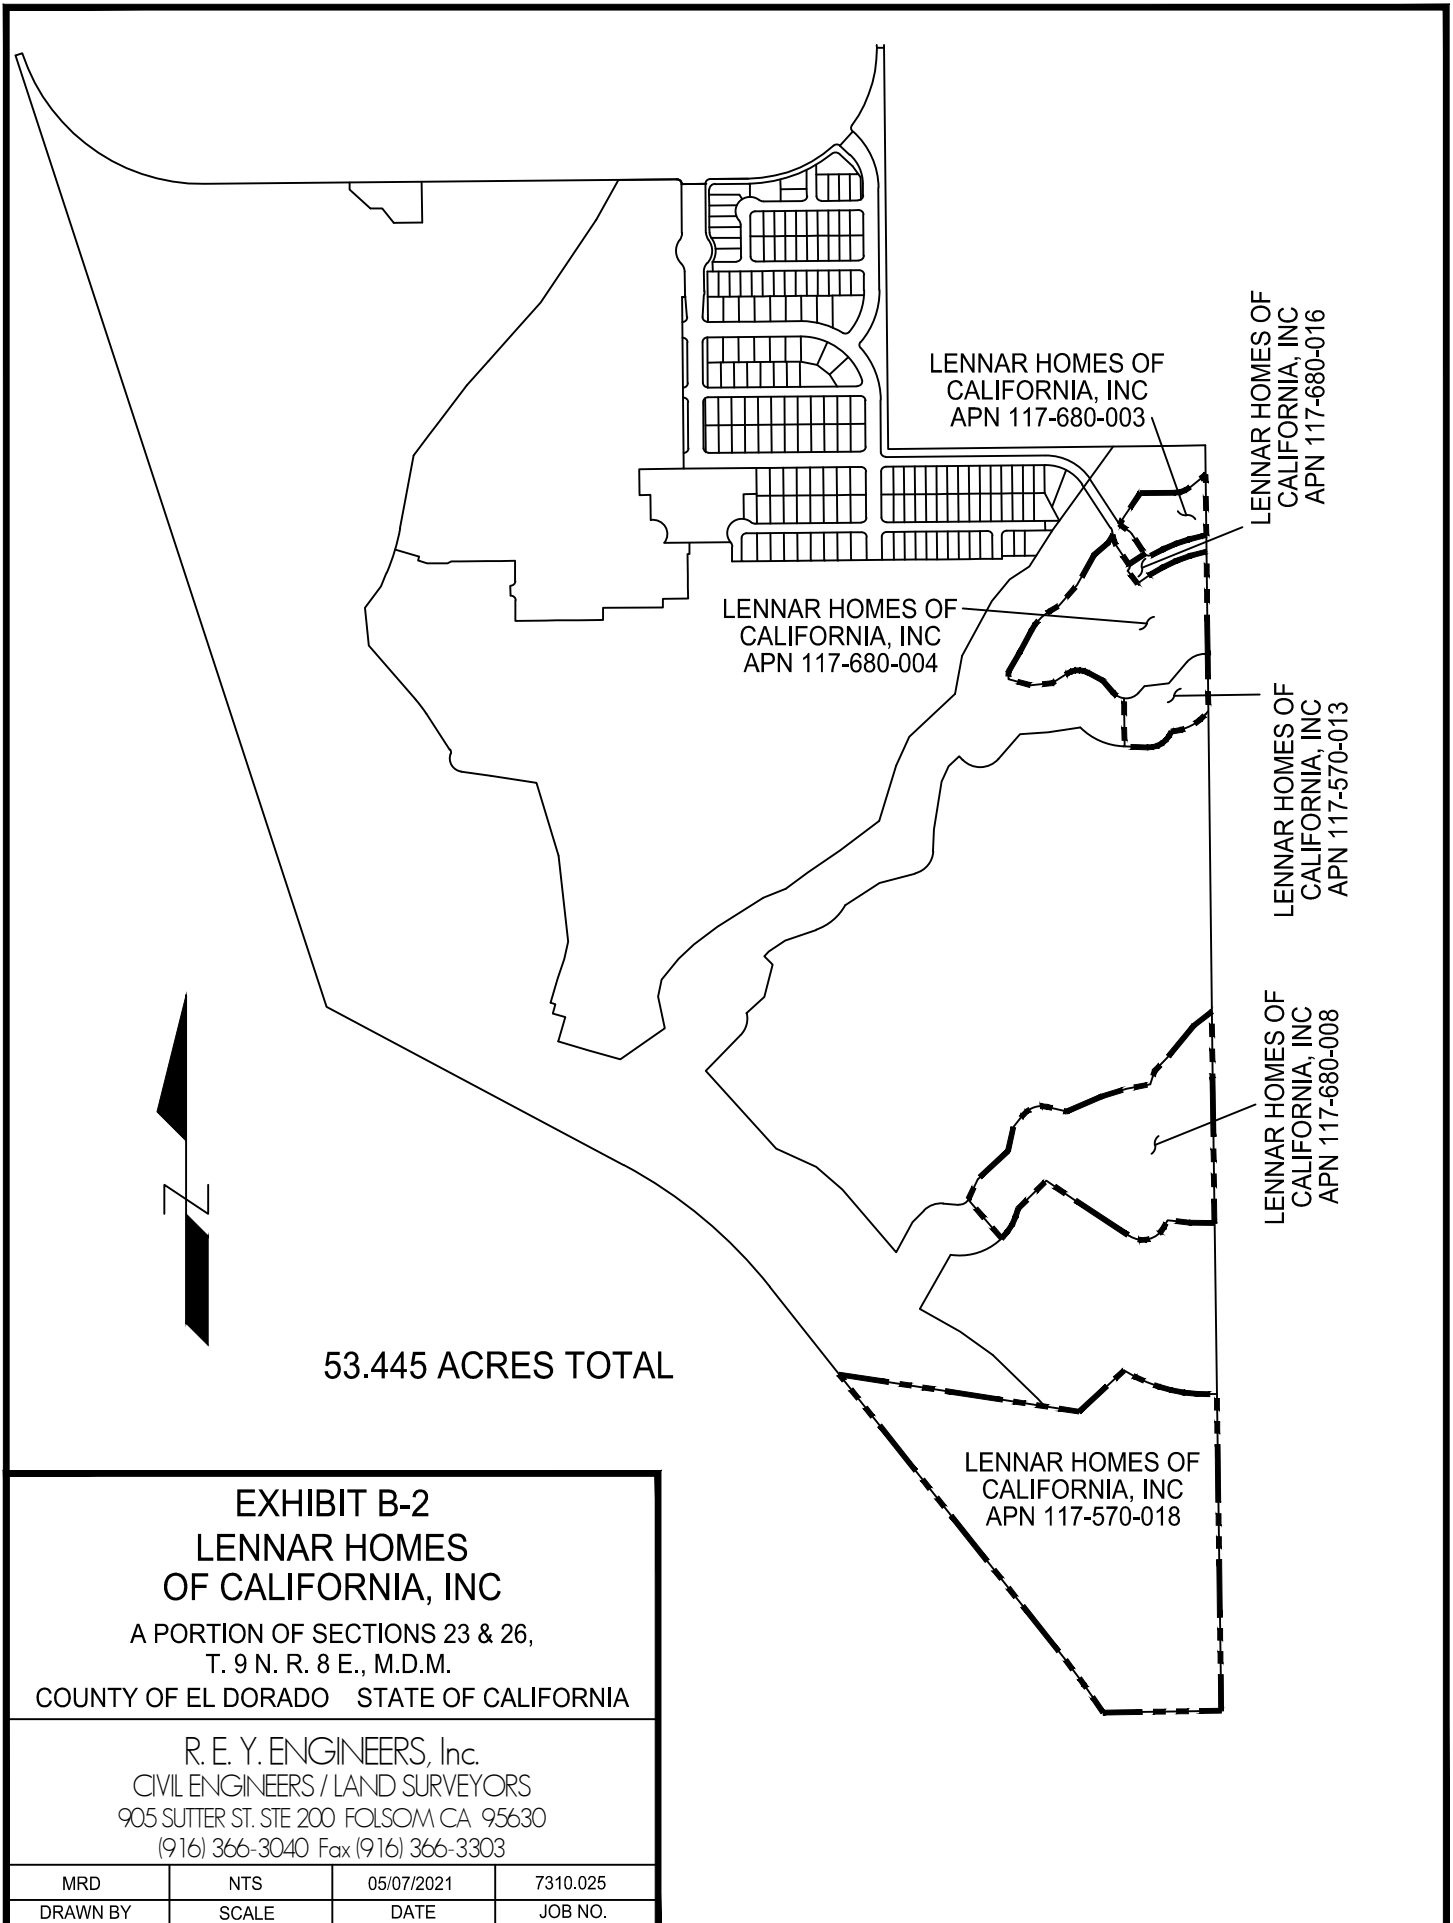 LENNAR HOMES OF
CALIFORNIA, INC
APN 117-680-003
LENNAR HOMES OF
CALIFORNIA, INC
APN 117-680-016
LENNAR HOMES OF
CALIFORNIA, INC
APN 117-680-004
LENNAR HOMES OF
CALIFORNIA, INC
APN 117-570-013
LENNAR HOMES OF
CALIFORNIA, INC
APN 117-680-008
N
53.445 ACRES TOTAL
LENNAR HOMES OF
CALIFORNIA, INC
APN 117-570-018
EXHIBIT B-2
LENNAR HOMES
OF CALIFORNIA, INC
A PORTION OF SECTIONS 23 & 26,
T. 9 N. R. 8 E., M.D.M.
COUNTY OF EL DORADO STATE OF CALIFORNIA
R. E. Y. ENGINEERS, Inc.
CIVIL ENGINEERS / LAND SURVEYORS
905 SUTTER ST. STE 200 FOLSOM CA 95630
(916) 366-3040 Fax (916) 366-3303
MRD NTS 05/07/2021 7310.025
DRAWN BY SCALE DATE JOB NO.